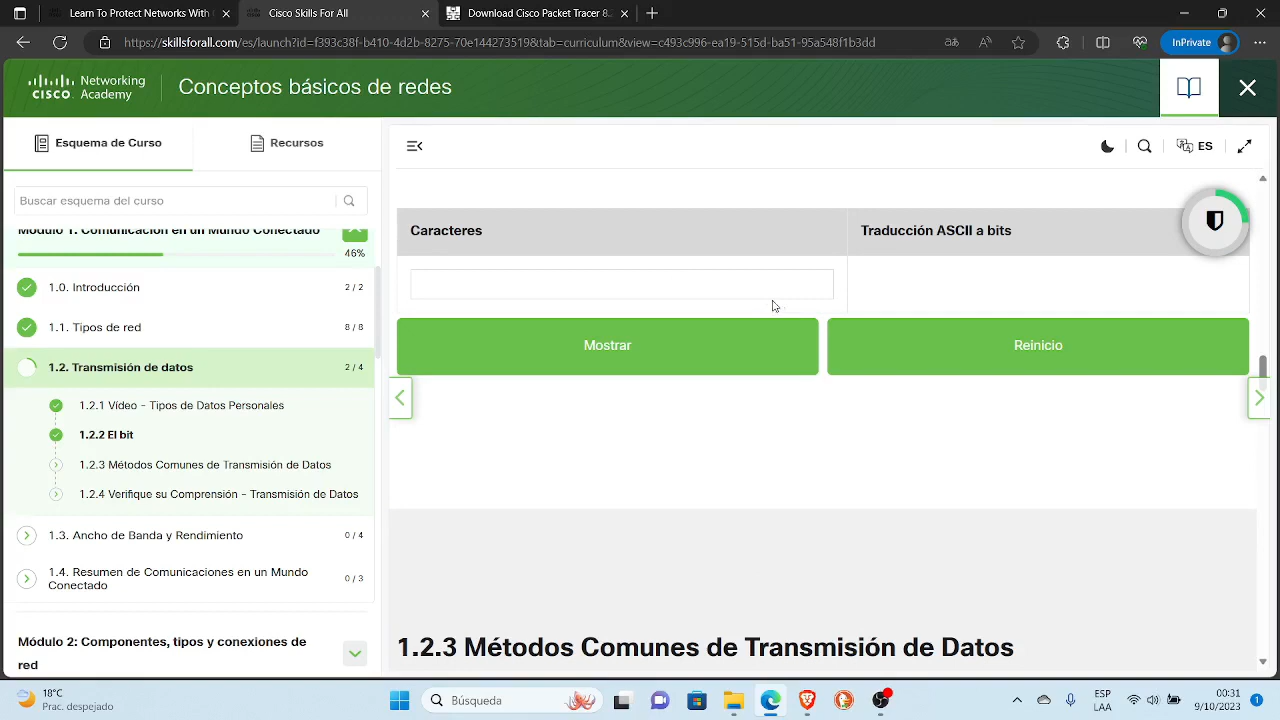 Learn To Protect Networks With
Cisco Skills For All
Download Cisco Packet Tracer 8..
https://skillsforall.com/es/launch?id=f393c38f-b410-4d2b-8275-70f1442f5119&tab=curriculum&view=c493c996-ea19-515d-ba51-95a548f1b3dd
InPrivate
CISCO
Networking
Academy
Conceptos básicos de redes
Esquema de Curso
Recursos
ES
Buscar esquema del curso
Módulo 1: Comunicación en un Mundo Conectado
46%
1.0. Introducción
2 / 2
1.1. Tipos de red
8 / 8
1.2. Transmisión de datos
2 / 4
1.2.1 Vídeo - Tipos de Datos Personales
1.2.2 El bit
1.2.3 Métodos Comunes de Transmisión de Datos
1.2.4 Verifique su Comprensión - Transmisión de Datos
1.3. Ancho de Banda y Rendimiento
0 / 4
1.4. Resumen de Comunicaciones en un Mundo
Conectado
0 / 3
Módulo 2: Componentes, tipos y conexiones de
red
Caracteres
Traducción ASCII a bits
Mostrar
Reinicio
1.2.3 Métodos Comunes de Transmisión de Datos
18°C
Prac. despejado
Búsqueda
ESP
LAA
00:31
9/10/2023
1